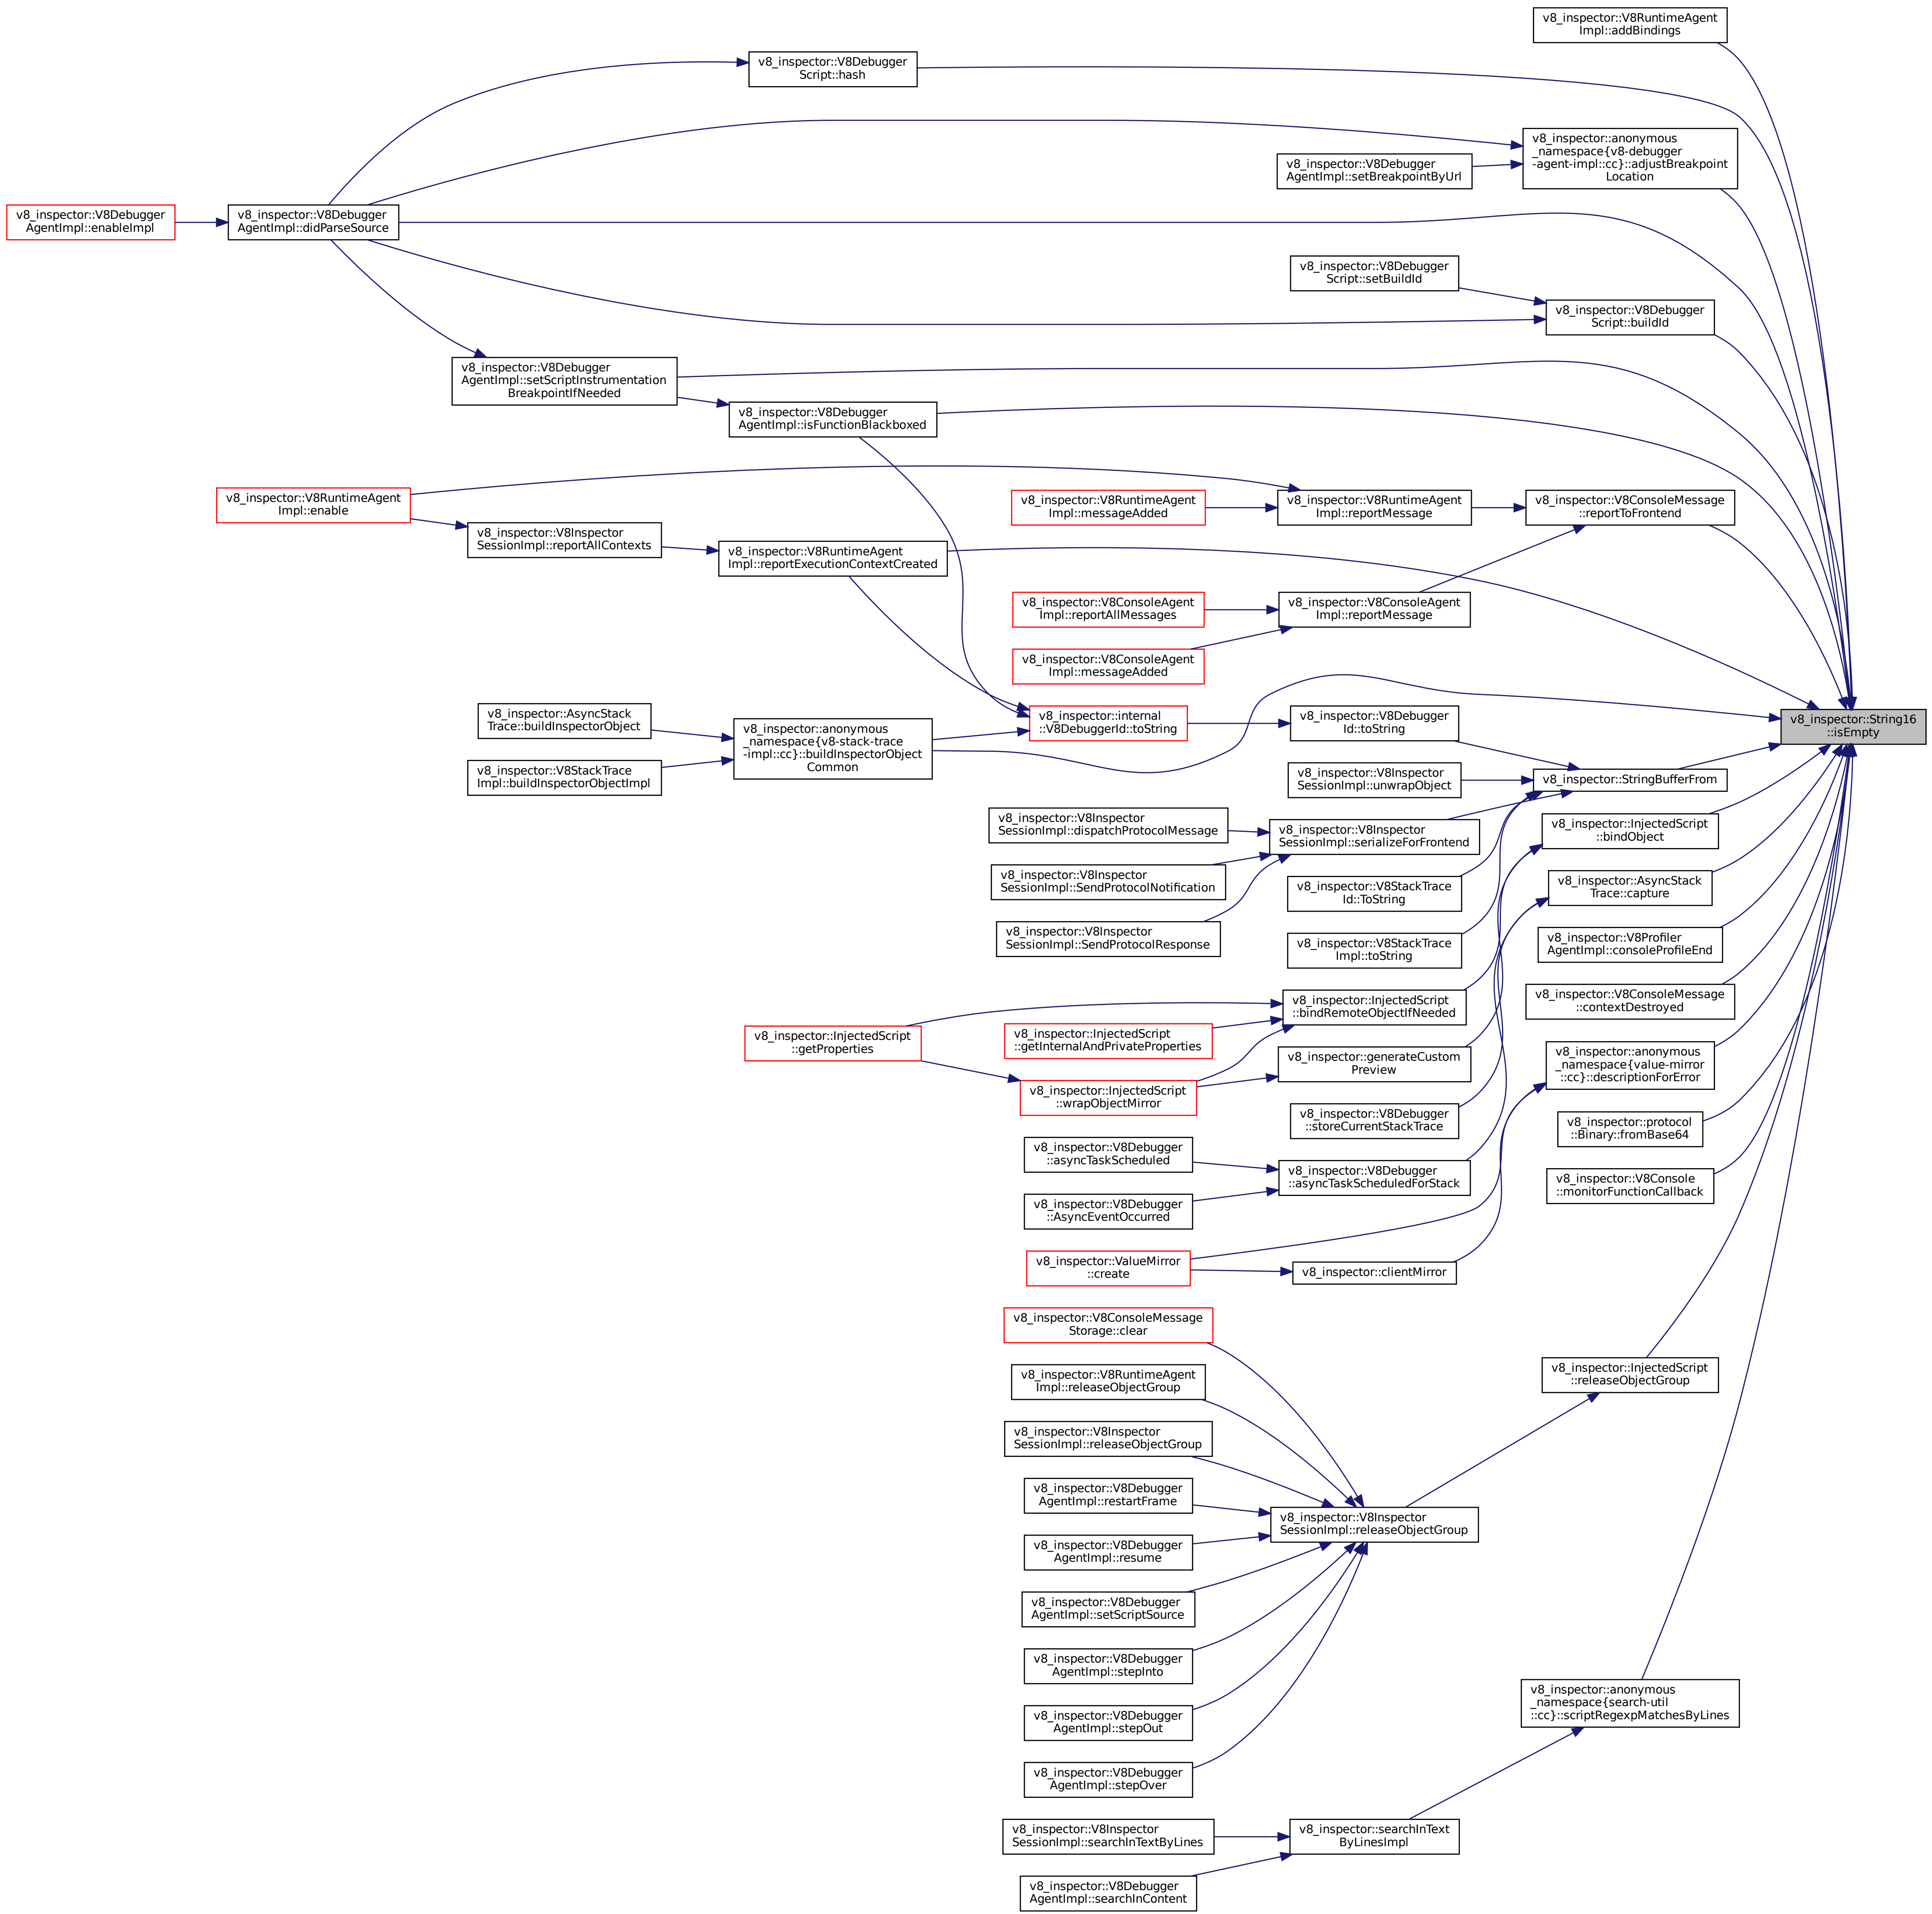 v8_inspector::V8RuntimeAgent
Impl::addBindings
v8_inspector::V8Debugger
Script::hash
v8_inspector::anonymous
_namespace{v8-debugger
-agent-impl::cc}::adjustBreakpoint
Location
v8_inspector::V8Debugger
AgentImpl::setBreakpointByUrl
v8_inspector::V8Debugger
AgentImpl::enableImpl
v8_inspector::V8Debugger
AgentImpl::didParseSource
v8_inspector::V8Debugger
Script::setBuildId
v8_inspector::V8Debugger
Script::buildId
v8_inspector::V8Debugger
AgentImpl::setScriptInstrumentation
BreakpointIfNeeded
v8_inspector::V8Debugger
AgentImpl::isFunctionBlackboxed
v8_inspector::V8RuntimeAgent
Impl::enable
v8_inspector::V8RuntimeAgent
Impl::messageAdded
v8_inspector::V8RuntimeAgent
Impl::reportMessage
v8_inspector::V8ConsoleMessage
::reportToFrontend
v8_inspector::V8Inspector
SessionImpl::reportAllContexts
v8_inspector::V8RuntimeAgent
Impl::reportExecutionContextCreated
v8_inspector::V8ConsoleAgent
Impl::reportAllMessages
v8_inspector::V8ConsoleAgent
Impl::reportMessage
v8_inspector::V8ConsoleAgent
Impl::messageAdded
v8_inspector::AsyncStack
Trace::buildInspectorObject
v8_inspector::anonymous
_namespace{v8-stack-trace
-impl::cc}::buildInspectorObject
Common
v8_inspector::internal
::V8DebuggerId::toString
v8_inspector::V8Debugger
Id::toString
v8_inspector::String16
::isEmpty
v8_inspector::V8StackTrace
Impl::buildInspectorObjectImpl
v8_inspector::V8Inspector
SessionImpl::unwrapObject
v8_inspector::StringBufferFrom
v8_inspector::V8Inspector
SessionImpl::dispatchProtocolMessage
v8_inspector::V8Inspector
SessionImpl::serializeForFrontend
v8_inspector::InjectedScript
::bindObject
v8_inspector::V8Inspector
SessionImpl::SendProtocolNotification
v8_inspector::V8StackTrace
Id::ToString
v8_inspector::AsyncStack
Trace::capture
v8_inspector::V8Inspector
SessionImpl::SendProtocolResponse
v8_inspector::V8StackTrace
Impl::toString
v8_inspector::V8Profiler
AgentImpl::consoleProfileEnd
v8_inspector::InjectedScript
::bindRemoteObjectIfNeeded
v8_inspector::V8ConsoleMessage
::contextDestroyed
v8_inspector::InjectedScript
::getProperties
v8_inspector::InjectedScript
::getInternalAndPrivateProperties
v8_inspector::generateCustom
Preview
v8_inspector::anonymous
_namespace{value-mirror
::cc}::descriptionForError
v8_inspector::InjectedScript
::wrapObjectMirror
v8_inspector::V8Debugger
::storeCurrentStackTrace
v8_inspector::protocol
::Binary::fromBase64
v8_inspector::V8Debugger
::asyncTaskScheduled
v8_inspector::V8Debugger
::asyncTaskScheduledForStack
v8_inspector::V8Console
::monitorFunctionCallback
v8_inspector::V8Debugger
::AsyncEventOccurred
v8_inspector::ValueMirror
::create
v8_inspector::clientMirror
v8_inspector::V8ConsoleMessage
Storage::clear
v8_inspector::V8RuntimeAgent
Impl::releaseObjectGroup
v8_inspector::InjectedScript
::releaseObjectGroup
v8_inspector::V8Inspector
SessionImpl::releaseObjectGroup
v8_inspector::V8Debugger
AgentImpl::restartFrame
v8_inspector::V8Inspector
SessionImpl::releaseObjectGroup
v8_inspector::V8Debugger
AgentImpl::resume
v8_inspector::V8Debugger
AgentImpl::setScriptSource
v8_inspector::V8Debugger
AgentImpl::stepInto
v8_inspector::V8Debugger
AgentImpl::stepOut
v8_inspector::anonymous
_namespace{search-util
::cc}::scriptRegexpMatchesByLines
v8_inspector::V8Debugger
AgentImpl::stepOver
v8_inspector::V8Inspector
SessionImpl::searchInTextByLines
v8_inspector::searchInText
ByLinesImpl
v8_inspector::V8Debugger
AgentImpl::searchInContent